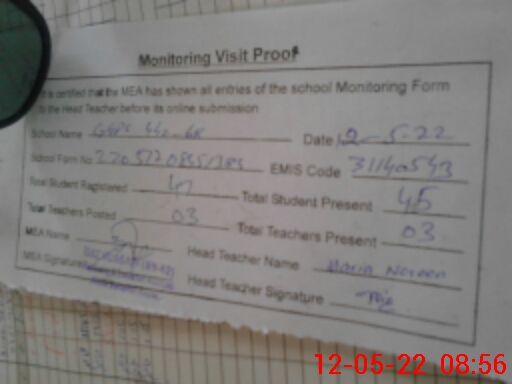 Monitoring Visit Proof
It is certified that the MEA has shown all entries of the school Monitoring Form
to the Head Teacher before its online submission.
School Name Date 12-5-22
School Form No EMIS Code 31140543
Total Student Registered 47 Total Student Present 45
Total Teachers Posted 03 Total Teachers Present 03
MEA Name Head Teacher Name Maria Noreen
MEA Signature Head Teacher Signature
12-05-22 08:56